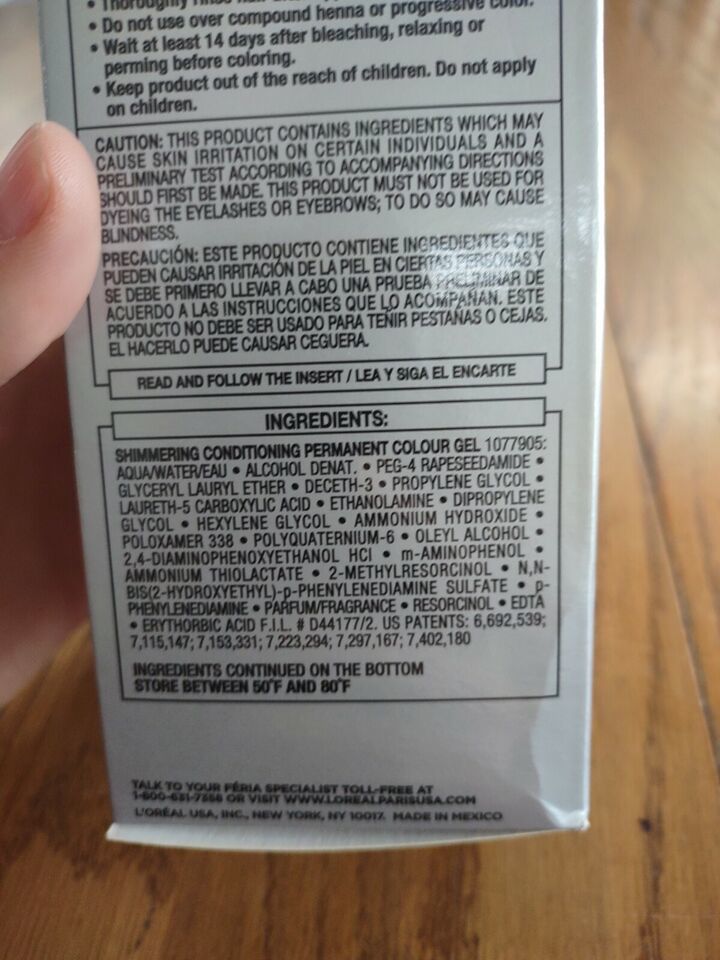 • Thoroughly rinse hair
• Do not use over compound henna or progressive color.
• Wait at least 14 days after bleaching, relaxing or
perming before coloring.
• Keep product out of the reach of children. Do not apply
on children.
CAUTION: THIS PRODUCT CONTAINS INGREDIENTS WHICH MAY
CAUSE SKIN IRRITATION ON CERTAIN INDIVIDUALS AND A
PRELIMINARY TEST ACCORDING TO ACCOMPANYING DIRECTIONS
SHOULD FIRST BE MADE. THIS PRODUCT MUST NOT BE USED FOR
DYEING THE EYELASHES OR EYEBROWS; TO DO SO MAY CAUSE
BLINDNESS.
PRECAUCIÓN: ESTE PRODUCTO CONTIENE INGREDIENTES QUE
PUEDEN CAUSAR IRRITACIÓN DE LA PIEL EN CIERTAS PERSONAS Y
SE DEBE PRIMERO LLEVAR A CABO UNA PRUEBA PRELIMINAR DE
ACUERDO A LAS INSTRUCCIONES QUE LO ACOMPAÑAN. ESTE
PRODUCTO NO DEBE SER USADO PARA TEÑIR PESTAÑAS O CEJAS.
EL HACERLO PUEDE CAUSAR CEGUERA.
READ AND FOLLOW THE INSERT / LEA Y SIGA EL ENCARTE
INGREDIENTS:
SHIMMERING CONDITIONING PERMANENT COLOUR GEL 1077905:
AQUA/WATER/EAU • ALCOHOL DENAT. • PEG-4 RAPESEEDAMIDE •
GLYCERYL LAURYL ETHER • DECETH-3 • PROPYLENE GLYCOL •
LAURETH-5 CARBOXYLIC ACID • ETHANOLAMINE • DIPROPYLENE
GLYCOL • HEXYLENE GLYCOL • AMMONIUM HYDROXIDE •
POLOXAMER 338 • POLYQUATERNIUM-6 • OLEYL ALCOHOL •
2,4-DIAMINOPHENOXYETHANOL HCl • m-AMINOPHENOL •
AMMONIUM THIOLACTATE • 2-METHYLRESORCINOL • N,N-
BIS(2-HYDROXYETHYL)-p-PHENYLENEDIAMINE SULFATE • p-
PHENYLENEDIAMINE • PARFUM/FRAGRANCE • RESORCINOL • EDTA
• ERYTHORBIC ACID F.I.L. # D44177/2. US PATENTS: 6,692,539;
7,115,147; 7,153,331; 7,223,294; 7,297,167; 7,402,180
INGREDIENTS CONTINUED ON THE BOTTOM
STORE BETWEEN 50°F AND 80°F
TALK TO YOUR FÉRIA SPECIALIST TOLL-FREE AT
1-800-631-7358 OR VISIT WWW.LOREALPARISUSA.COM
L'ORÉAL USA, INC., NEW YORK, NY 10017. MADE IN MEXICO